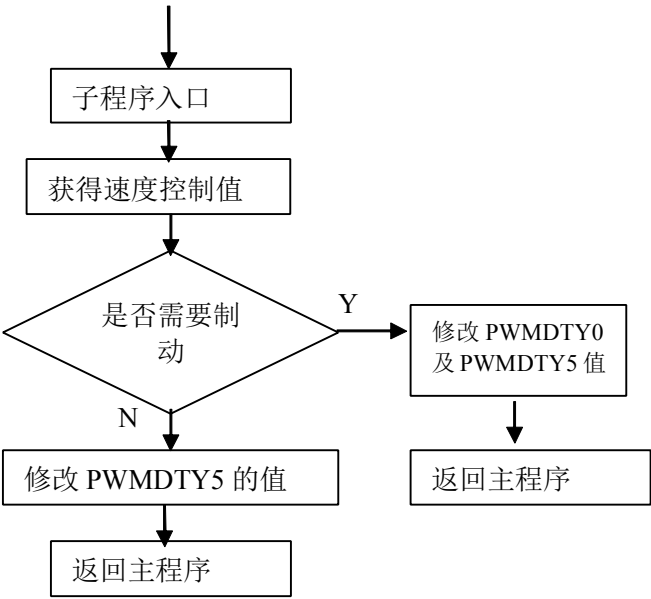 子程序入口
获得速度控制值
是否需要制
动
Y
修改 PWMDTY0
及 PWMDTY5 值
N
修改 PWMDTY5 的值
返回主程序
返回主程序